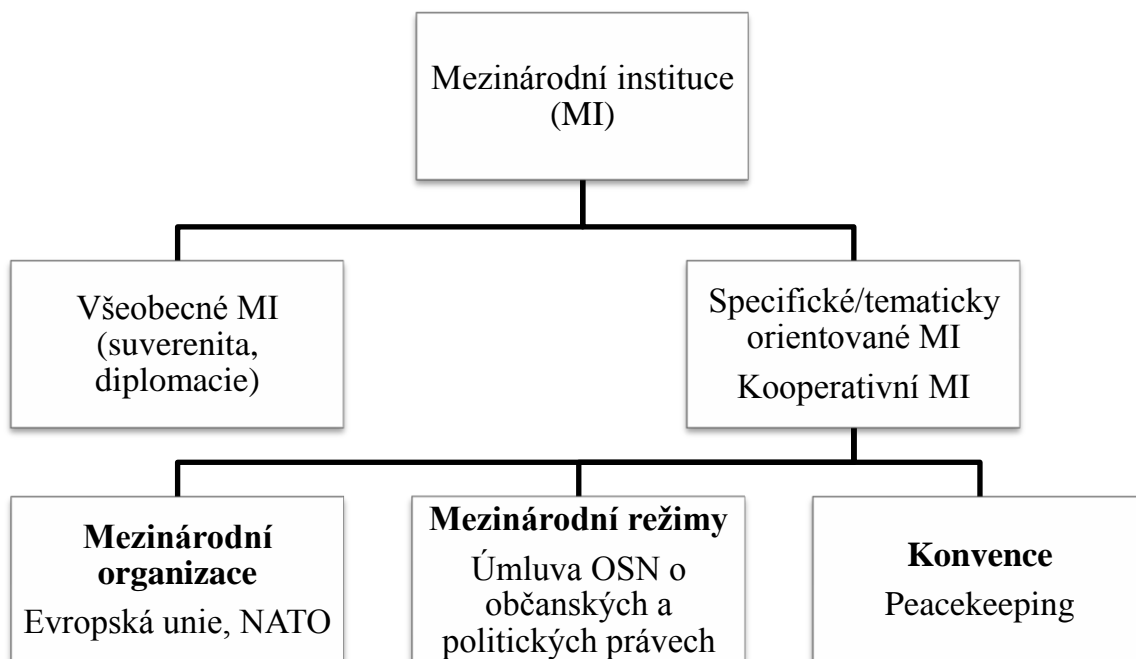 Mezinárodní instituce
(MI)
Všeobecné MI
(suverenita,
diplomacie)
Specifické/tematicky
orientované MI
Kooperativní MI
Mezinárodní
organizace
Evropská unie, NATO
Mezinárodní režimy
Úmluva OSN o
občanských a
politických právech
Konvence
Peacekeeping